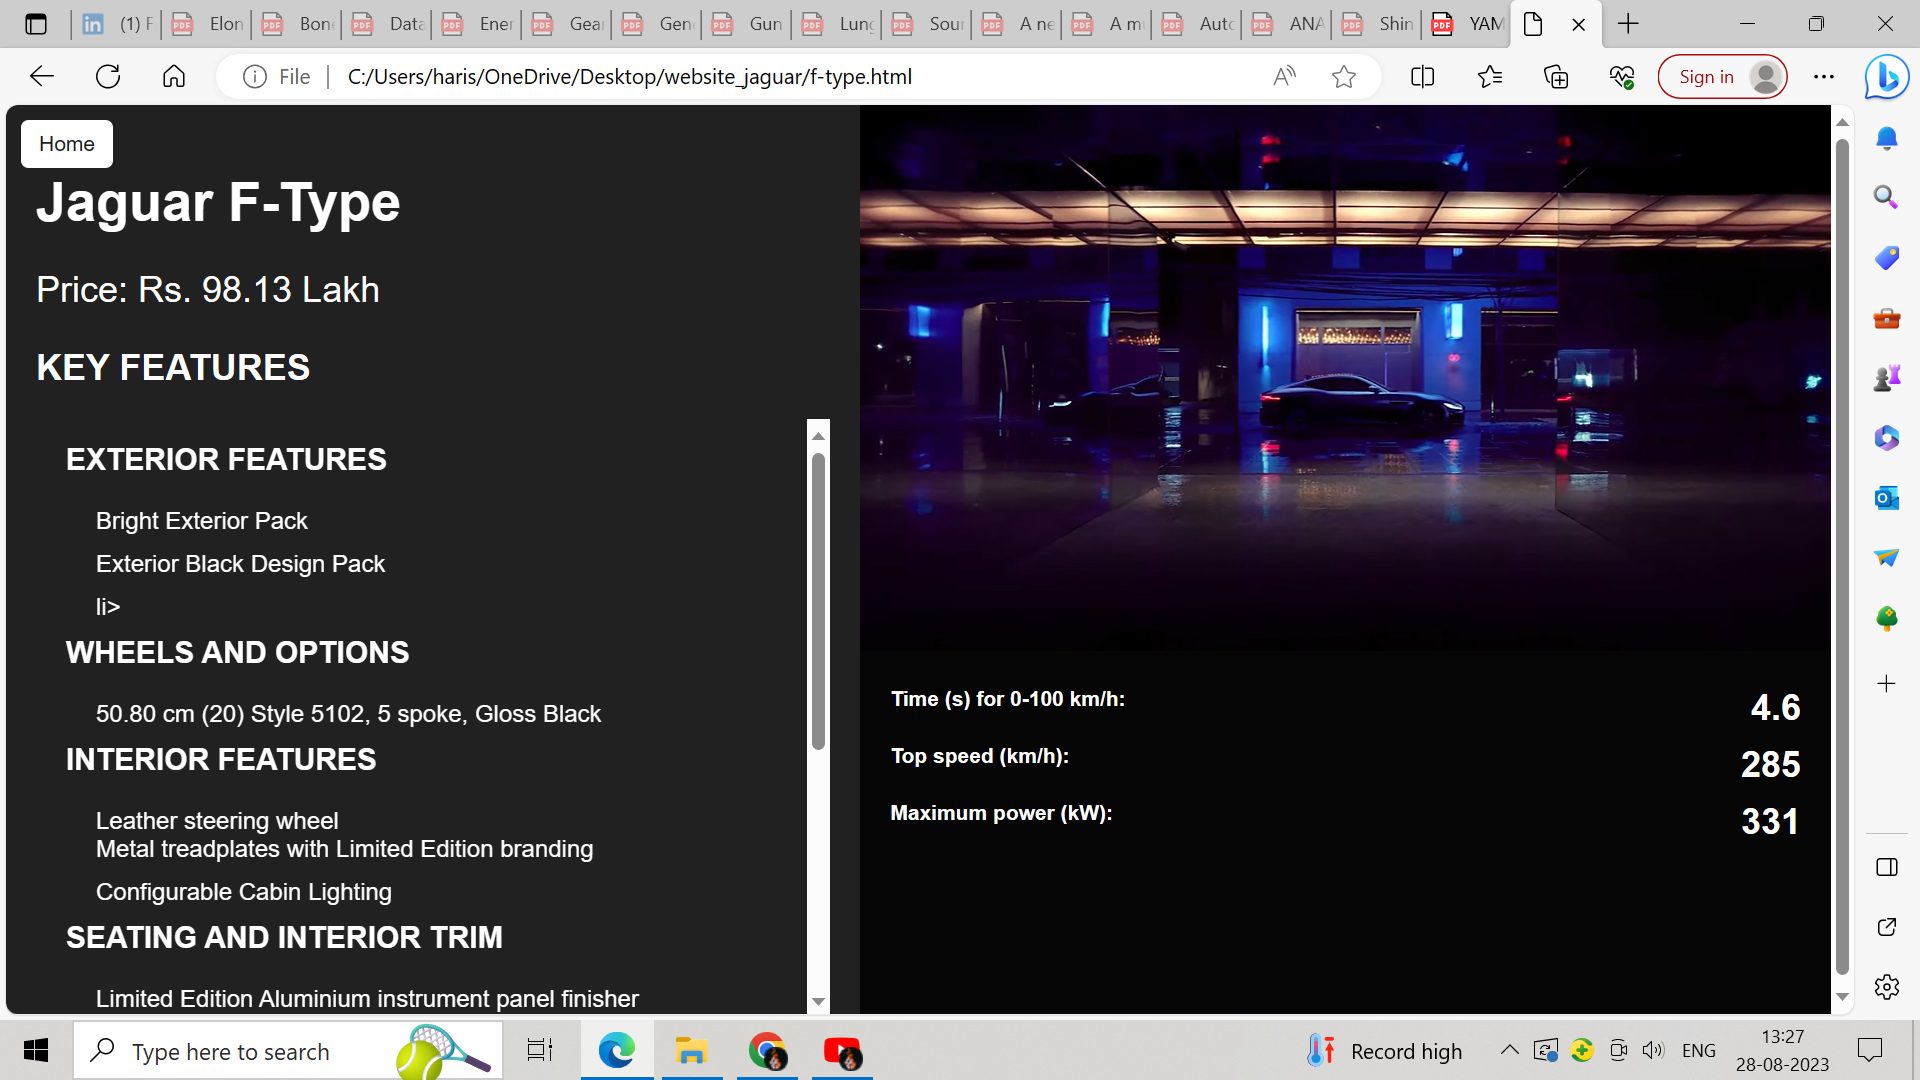 (1) F
Elon
Bone
Data
Ener
Gear
Gen
Gun
Lung
Sour
A ne
A m
Auto
ANA
Shin
YAM
File
C:/Users/haris/OneDrive/Desktop/website_jaguar/f-type.html
Sign in
Home
Jaguar F-Type
Price: Rs. 98.13 Lakh
KEY FEATURES
EXTERIOR FEATURES
Bright Exterior Pack
Exterior Black Design Pack
li>
WHEELS AND OPTIONS
50.80 cm (20) Style 5102, 5 spoke, Gloss Black
INTERIOR FEATURES
Leather steering wheel
Metal treadplates with Limited Edition branding
Configurable Cabin Lighting
SEATING AND INTERIOR TRIM
Limited Edition Aluminium instrument panel finisher
Time (s) for 0-100 km/h: 4.6
Top speed (km/h): 285
Maximum power (kW): 331
Type here to search
Record high
ENG
13:27
28-08-2023